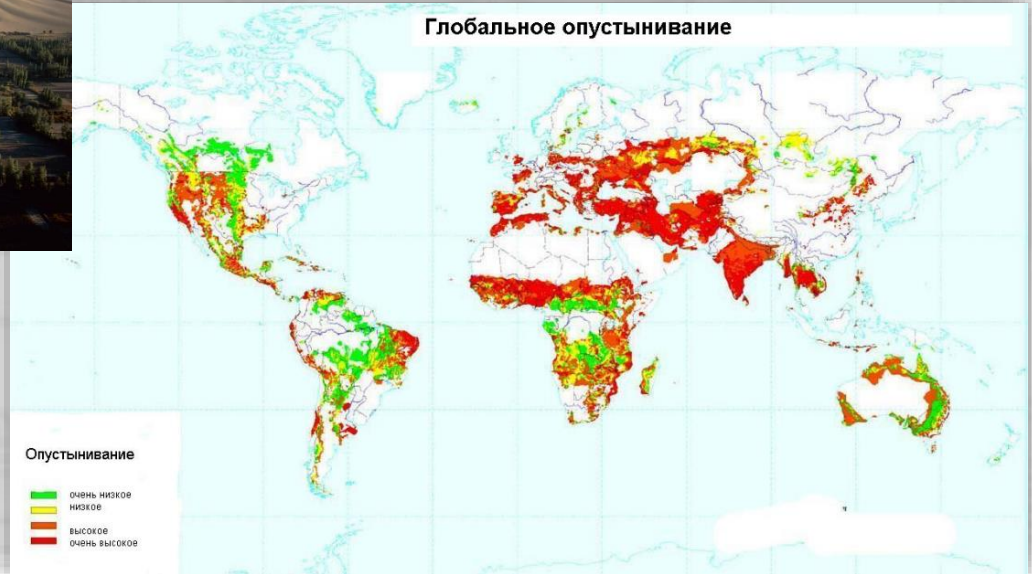 Глобальное опустынивание
Опустынивание
очень низкое
низкое
высокое
очень высокое